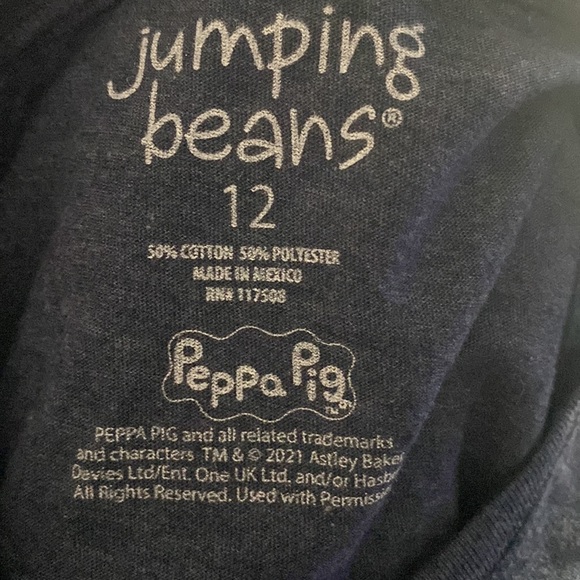 jumping
beans®
12
50% COTTON 50% POLYESTER
MADE IN MEXICO
RN# 117508
Peppa Pig
TM
PEPPA PIG and all related trademarks
and characters TM & © 2021 Astley Baker
Davies Ltd/Ent. One UK Ltd. and/or Hasb
All Rights Reserved. Used with Permiss